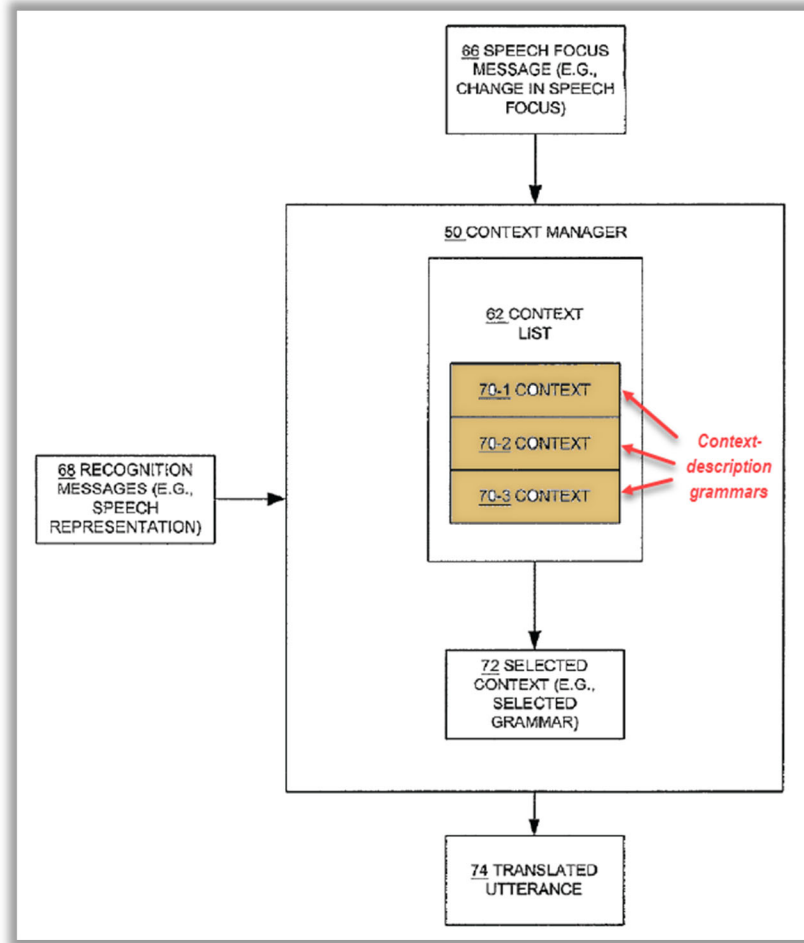 66 SPEECH FOCUS
MESSAGE (E.G.,
CHANGE IN SPEECH
FOCUS)
50 CONTEXT MANAGER
62 CONTEXT
LIST
70-1 CONTEXT
70-2 CONTEXT
70-3 CONTEXT
Context-
description
grammars
68 RECOGNITION
MESSAGES (E.G.,
SPEECH
REPRESENTATION)
72 SELECTED
CONTEXT (E.G.,
SELECTED
GRAMMAR)
74 TRANSLATED
UTTERANCE